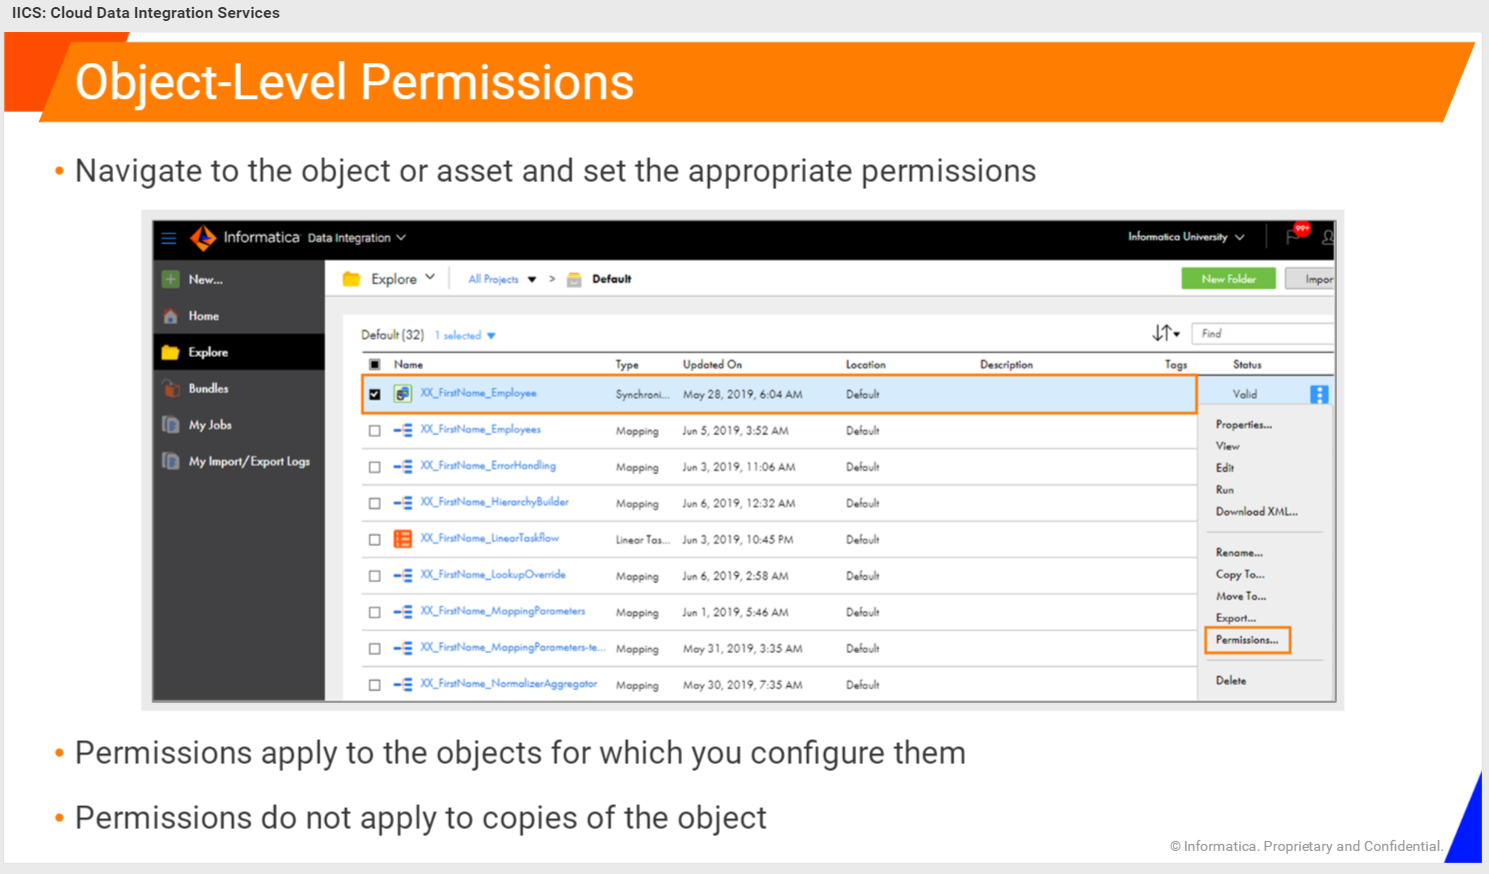 IICS: Cloud Data Integration Services
Object-Level Permissions
• Navigate to the object or asset and set the appropriate permissions
Informatica Data Integration Informatica University 99+
New...
Home
Explore
Bundles
My Jobs
My Import/Export Logs
Explore All Projects > Default New Folder Impor
Default (32) 1 selected Find
Name Type Updated On Location Description Tags Status
XX_FirstName_Employee Synchroni... May 28, 2019, 6:04 AM Default Valid
XX_FirstName_Employees Mapping Jun 5, 2019, 3:52 AM Default
XX_FirstName_ErrorHandling Mapping Jun 3, 2019, 11:06 AM Default
XX_FirstName_HierarchyBuilder Mapping Jun 6, 2019, 12:32 AM Default
XX_FirstName_LinearTaskflow Linear Tas... Jun 3, 2019, 10:45 PM Default
XX_FirstName_LookupOverride Mapping Jun 6, 2019, 2:58 AM Default
XX_FirstName_MappingParameters Mapping Jun 1, 2019, 5:46 AM Default
XX_FirstName_MappingParameters-te... Mapping May 31, 2019, 3:35 AM Default
XX_FirstName_NormalizerAggregator Mapping May 30, 2019, 7:35 AM Default
Properties...
View
Edit
Run
Download XML...
Rename...
Copy To...
Move To...
Export...
Permissions...
Delete
• Permissions apply to the objects for which you configure them
• Permissions do not apply to copies of the object
© Informatica. Proprietary and Confidential.